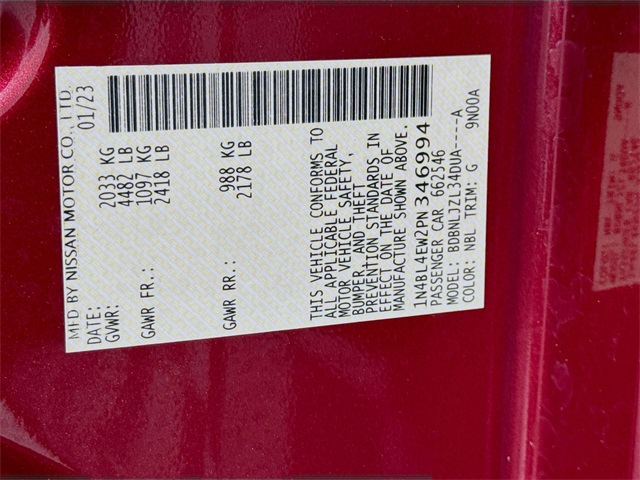 MFD BY NISSAN MOTOR CO., LTD.
DATE: 01/23
GVWR: 2033 KG
4482 LB
GAWR FR.: 1097 KG
2418 LB
GAWR RR.: 988 KG
2178 LB
THIS VEHICLE CONFORMS TO
ALL APPLICABLE FEDERAL
MOTOR VEHICLE SAFETY,
BUMPER, AND THEFT
PREVENTION STANDARDS IN
EFFECT ON THE DATE OF
MANUFACTURE SHOWN ABOVE.
1N4BL4EW2PN346994
PASSENGER CAR 662546
MODEL: BDBNLJZL34DUA----A
COLOR: NBL TRIM: G 9N00A